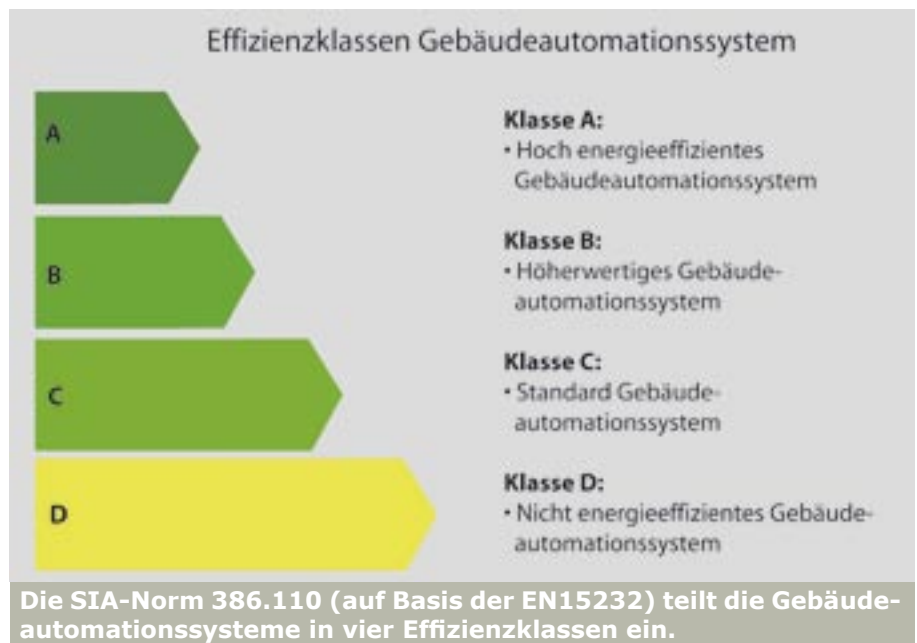 Effizienzklassen Gebäudeautomationssystem
A
Klasse A:
• Hoch energieeffizientes
Gebäudeautomationssystem
B
Klasse B:
• Höherwertiges Gebäude-
automationssystem
C
Klasse C:
• Standard Gebäude-
automationssystem
D
Klasse D:
• Nicht energieeffizientes Gebäude-
automationssystem
Die SIA-Norm 386.110 (auf Basis der EN15232) teilt die Gebäude-
automationssysteme in vier Effizienzklassen ein.